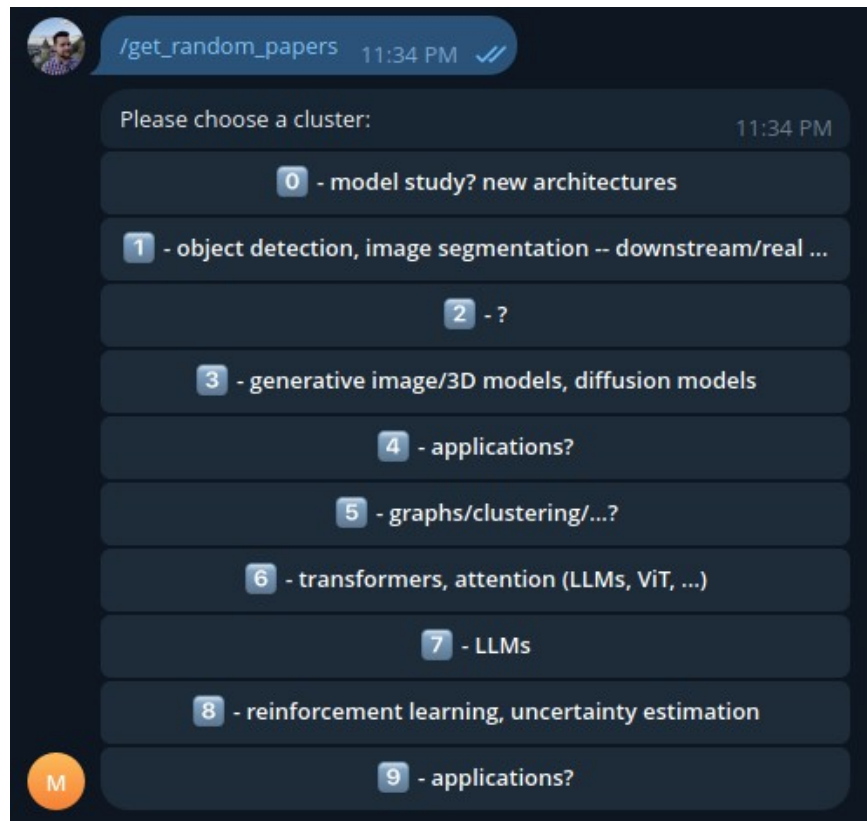 /get_random_papers 11:34 PM
Please choose a cluster: 11:34 PM
0 - model study? new architectures
1 - object detection, image segmentation -- downstream/real ...
2 - ?
3 - generative image/3D models, diffusion models
4 - applications?
5 - graphs/clustering/...?
6 - transformers, attention (LLMs, ViT, ...)
7 - LLMs
8 - reinforcement learning, uncertainty estimation
9 - applications?
M